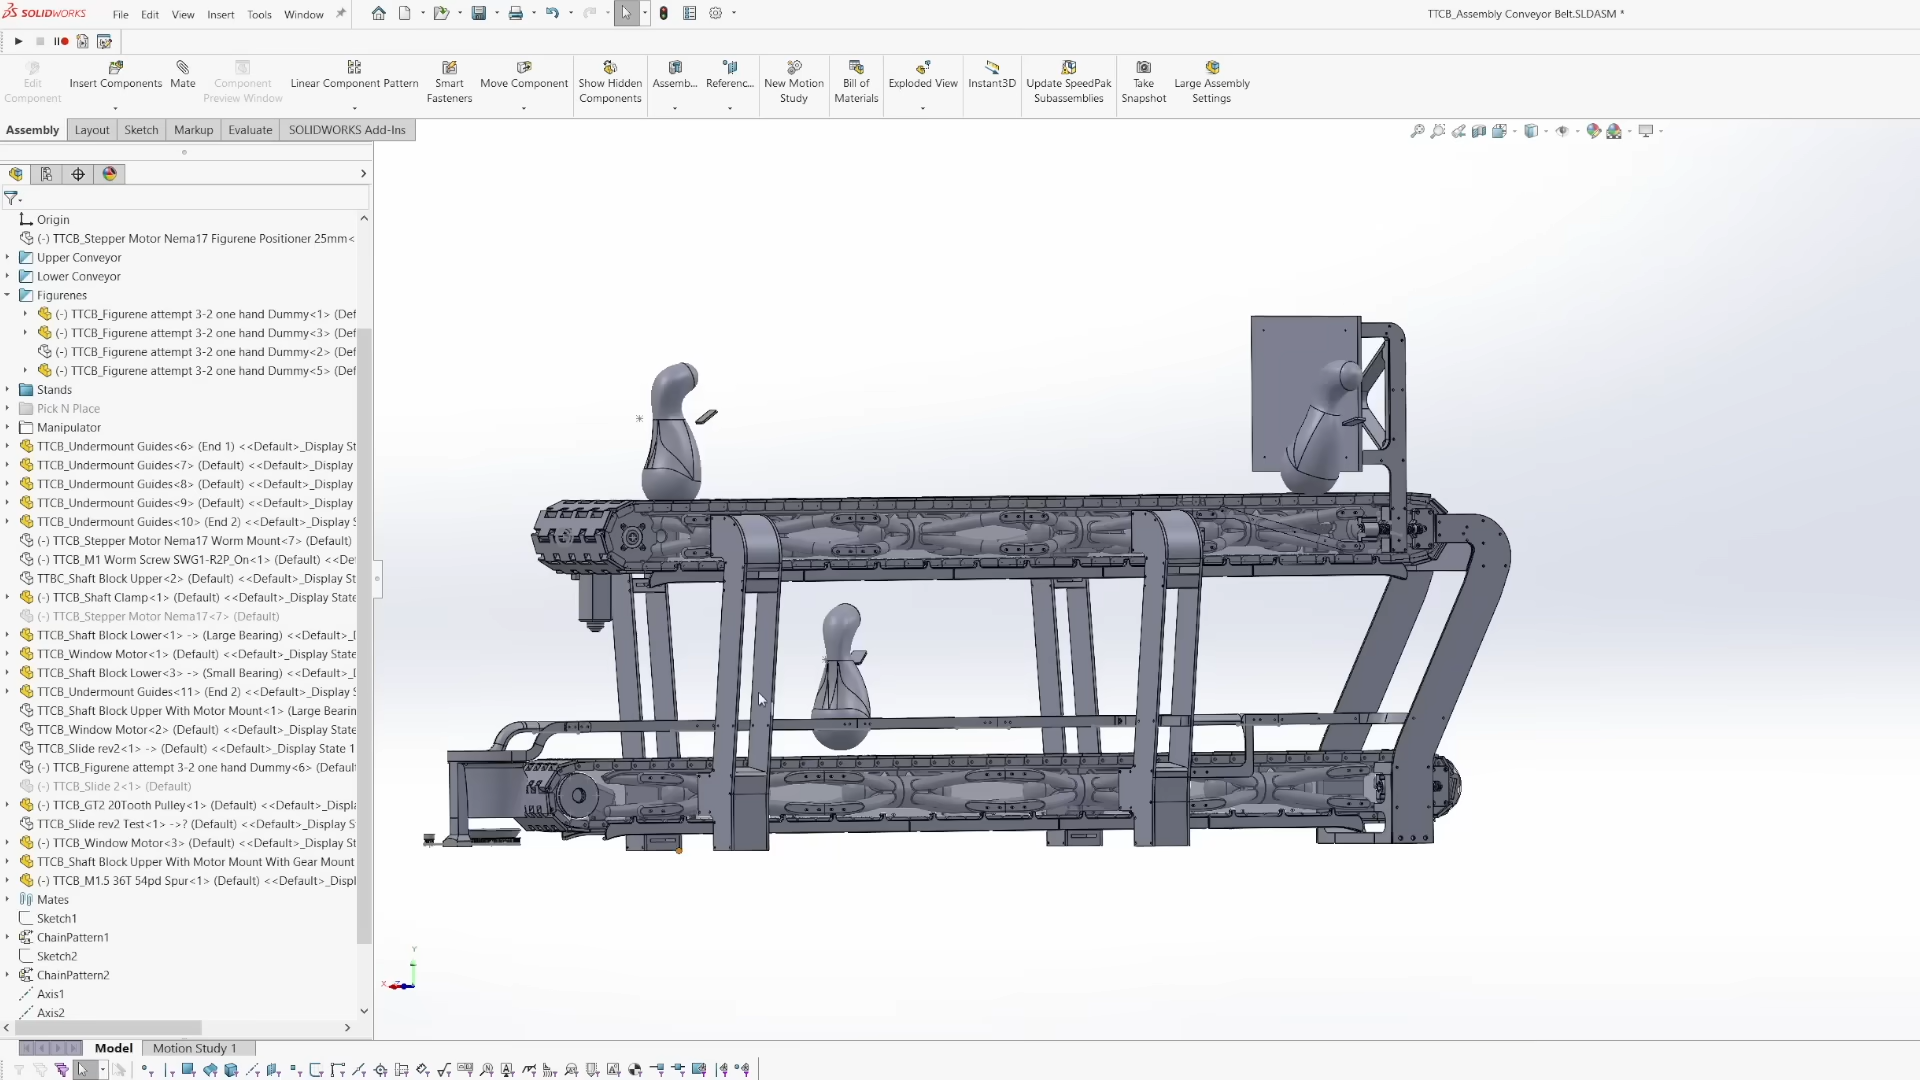 SOLIDWORKS File Edit View Insert Tools Window
TTCB_Assembly Conveyor Belt.SLDASM *
Edit Component
Insert Components
Mate
Component Preview Window
Linear Component Pattern
Smart Fasteners
Move Component
Show Hidden Components
Assemb...
Referenc...
New Motion Study
Bill of Materials
Exploded View
Instant3D
Update SpeedPak Subassemblies
Take Snapshot
Large Assembly Settings
Assembly Layout Sketch Markup Evaluate SOLIDWORKS Add-Ins
Origin
(-) TTCB_Stepper Motor Nema17 Figurene Positioner 25mm<
Upper Conveyor
Lower Conveyor
Figurenes
(-) TTCB_Figurene attempt 3-2 one hand Dummy<1> (Def
(-) TTCB_Figurene attempt 3-2 one hand Dummy<3> (Def
(-) TTCB_Figurene attempt 3-2 one hand Dummy<2> (Def
(-) TTCB_Figurene attempt 3-2 one hand Dummy<5> (Def
Stands
Pick N Place
Manipulator
TTCB_Undermount Guides<6> (End 1) <<Default>_Display St
TTCB_Undermount Guides<7> (Default) <<Default>_Display
TTCB_Undermount Guides<8> (Default) <<Default>_Display
TTCB_Undermount Guides<9> (Default) <<Default>_Display
TTCB_Undermount Guides<10> (End 2) <<Default>_Display S
TTCB_Stepper Motor Nema17 Worm Mount<7> (Default)
(-) TTCB_M1 Worm Screw SWG1-R2P_On<1> (Default) <<De
TTBC_Shaft Block Upper<2> (Default) <<Default>_Display St
(-) TTCB_Shaft Clamp<1> (Default) <<Default>_Display State
(-) TTCB_Stepper Motor Nema17<7> (Default)
TTCB_Shaft Block Lower<1> -> (Large Bearing) <<Default>_[
TTCB_Window Motor<1> (Default) <<Default>_Display State
TTCB_Shaft Block Lower<3> -> (Small Bearing) <<Default>_[
TTCB_Undermount Guides<11> (End 2) <<Default>_Display S
TTCB_Shaft Block Upper With Motor Mount<1> (Large Bearin
TTCB_Window Motor<2> (Default) <<Default>_Display State
TTCB_Slide rev2<1> -> (Default) <<Default>_Display State 1
(-) TTCB_Figurene attempt 3-2 one hand Dummy<6> (Defaul
(-) TTCB_Slide 2<1> (Default)
(-) TTCB_GT2 20Tooth Pulley<1> (Default) <<Default>_Displa
TTCB_Slide rev2 Test<1> ->? (Default) <<Default>_Display S
(-) TTCB_Window Motor<3> (Default) <<Default>_Display St
TTCB_Shaft Block Upper With Motor Mount With Gear Mount
(-) TTCB_M1.5 36T 54pd Spur<1> (Default) <<Default>_Displ
Mates
Sketch1
ChainPattern1
Sketch2
ChainPattern2
Axis1
Axis2
Y
X
Z
Model Motion Study 1